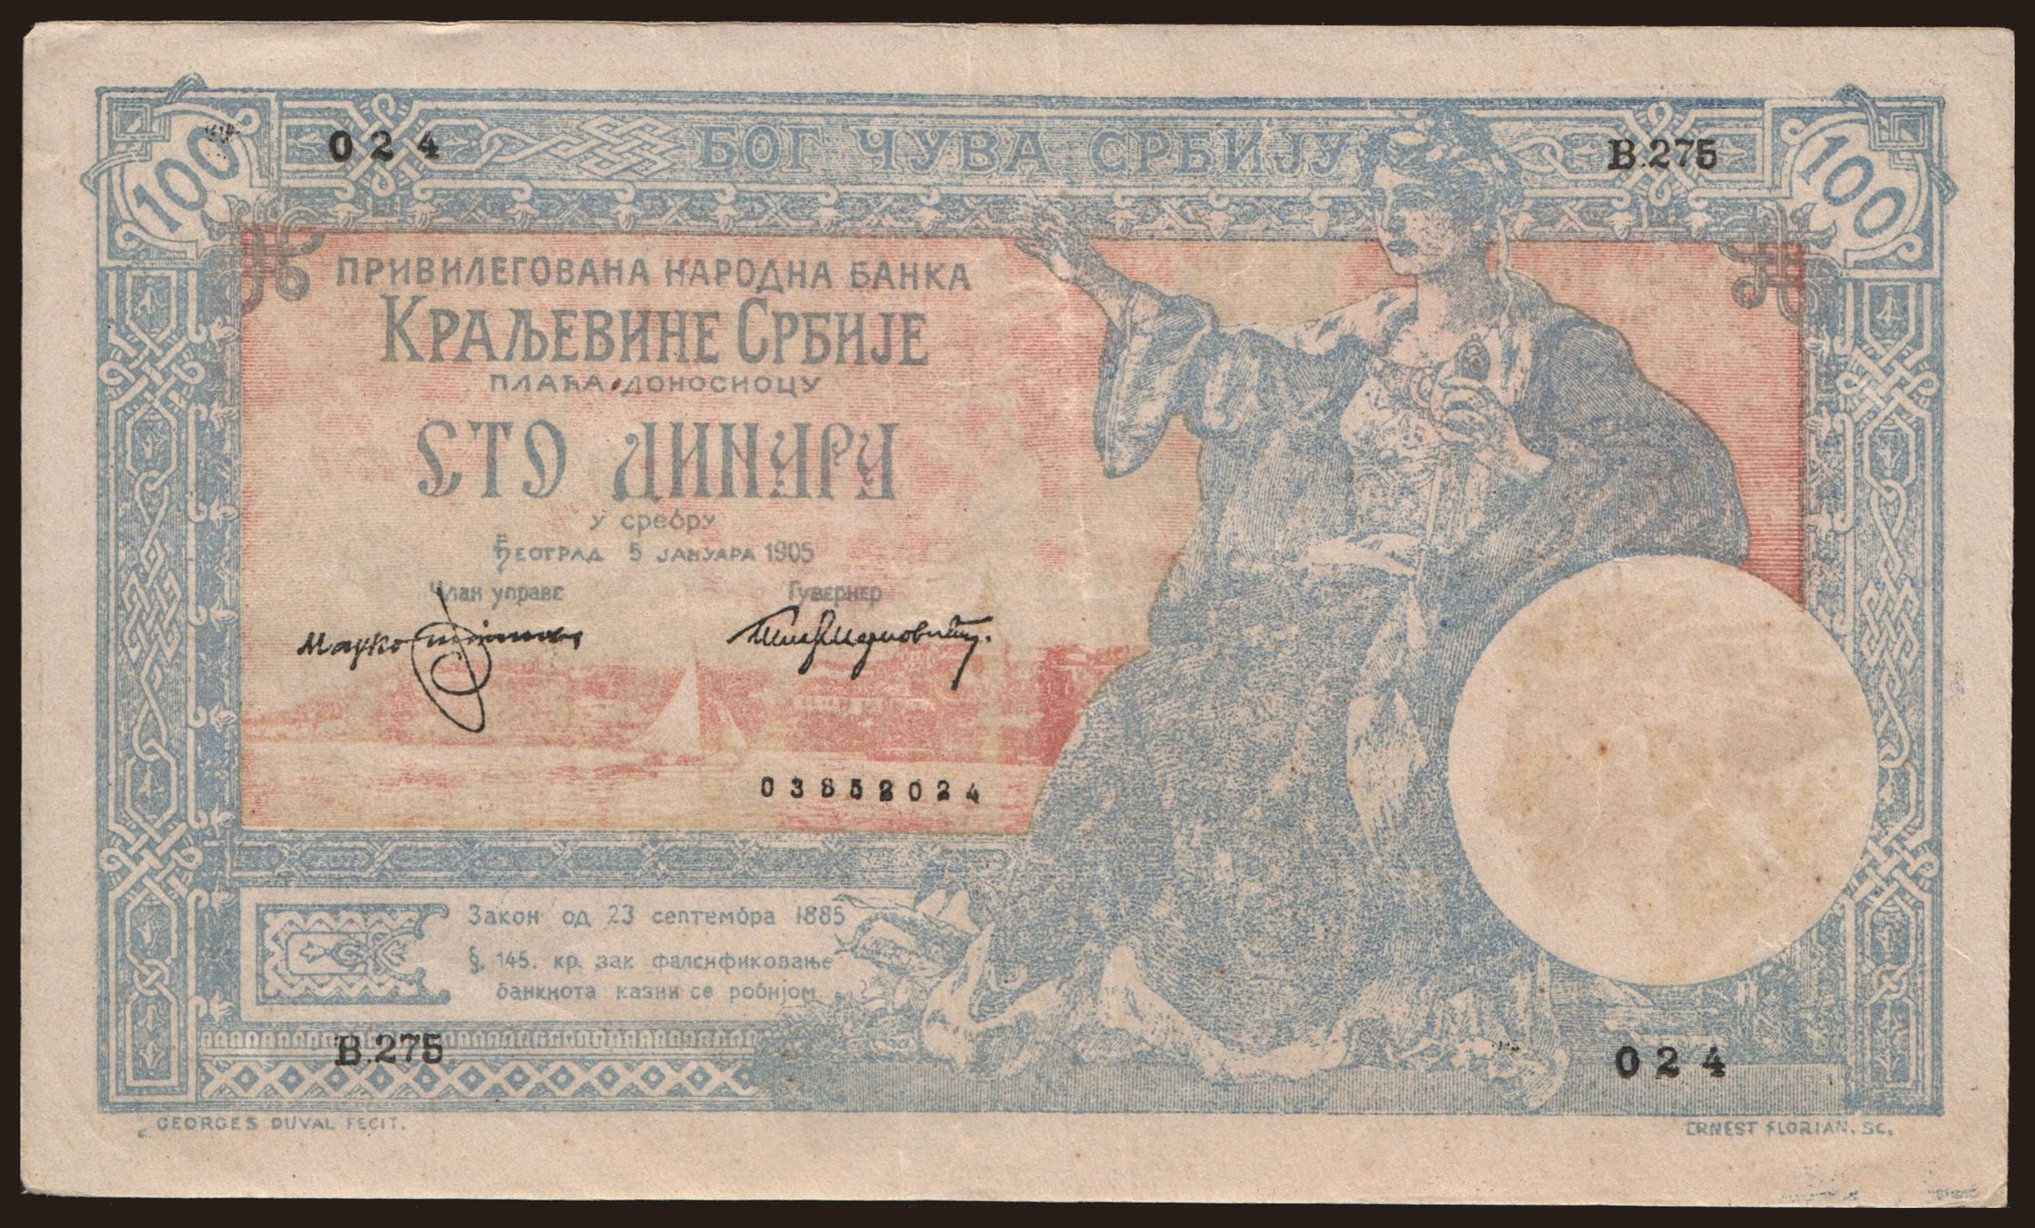 100
024
БОГ ЧУВА СРБИЈУ
B.275
100
ПРИВИЛЕГОВАНА НАРОДНА БАНКА
КРАЉЕВИНЕ СРБИЈЕ
ПЛАЋА ДОНОСИОЦУ
СТО ДИНАРА
У СРЕБРУ
БЕОГРАД 5 ЈАНУАРА 1905
Члан управе
Гувернер
Марко
03852024
Закон од 23 септембра 1885
§. 145. кр. зак фалсификовање
банкнота казни се робијом
B.275
024
GEORGES DUVAL FECIT.
ERNEST FLORIAN. SC.